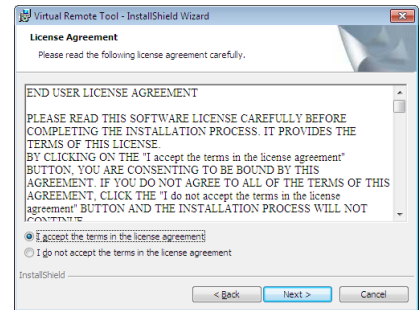 Virtual Remote Tool - InstallShield Wizard
License Agreement
Please read the following license agreement carefully.
END USER LICENSE AGREEMENT
PLEASE READ THIS SOFTWARE LICENSE CAREFULLY BEFORE
COMPLETING THE INSTALLATION PROCESS. IT PROVIDES THE
TERMS OF THIS LICENSE.
BY CLICKING ON THE "I accept the terms in the license agreement"
BUTTON, YOU ARE CONSENTING TO BE BOUND BY THIS
AGREEMENT. IF YOU DO NOT AGREE TO ALL OF THE TERMS OF THIS
AGREEMENT, CLICK THE "I do not accept the terms in the license
agreement" BUTTON AND THE INSTALLATION PROCESS WILL NOT
CONTINUE.
I accept the terms in the license agreement
I do not accept the terms in the license agreement
InstallShield
< Back
Next >
Cancel